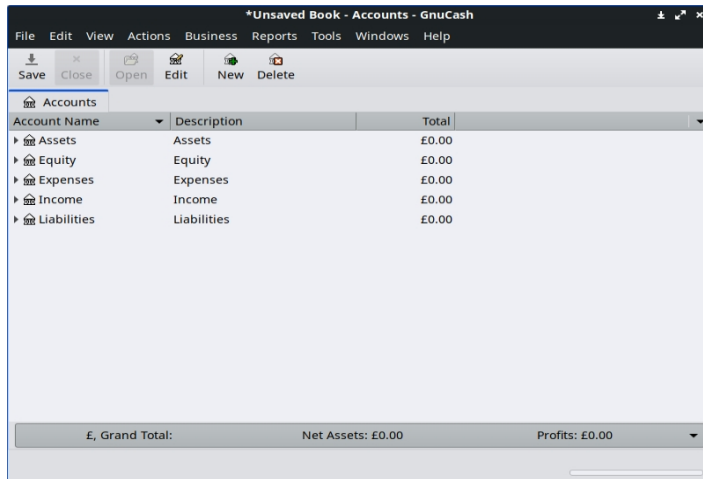 *Unsaved Book - Accounts - GnuCash
File Edit View Actions Business Reports Tools Windows Help
Save Close Open Edit New Delete
Accounts
Account Name Description Total
Assets Assets £0.00
Equity Equity £0.00
Expenses Expenses £0.00
Income Income £0.00
Liabilities Liabilities £0.00
£, Grand Total: Net Assets: £0.00 Profits: £0.00